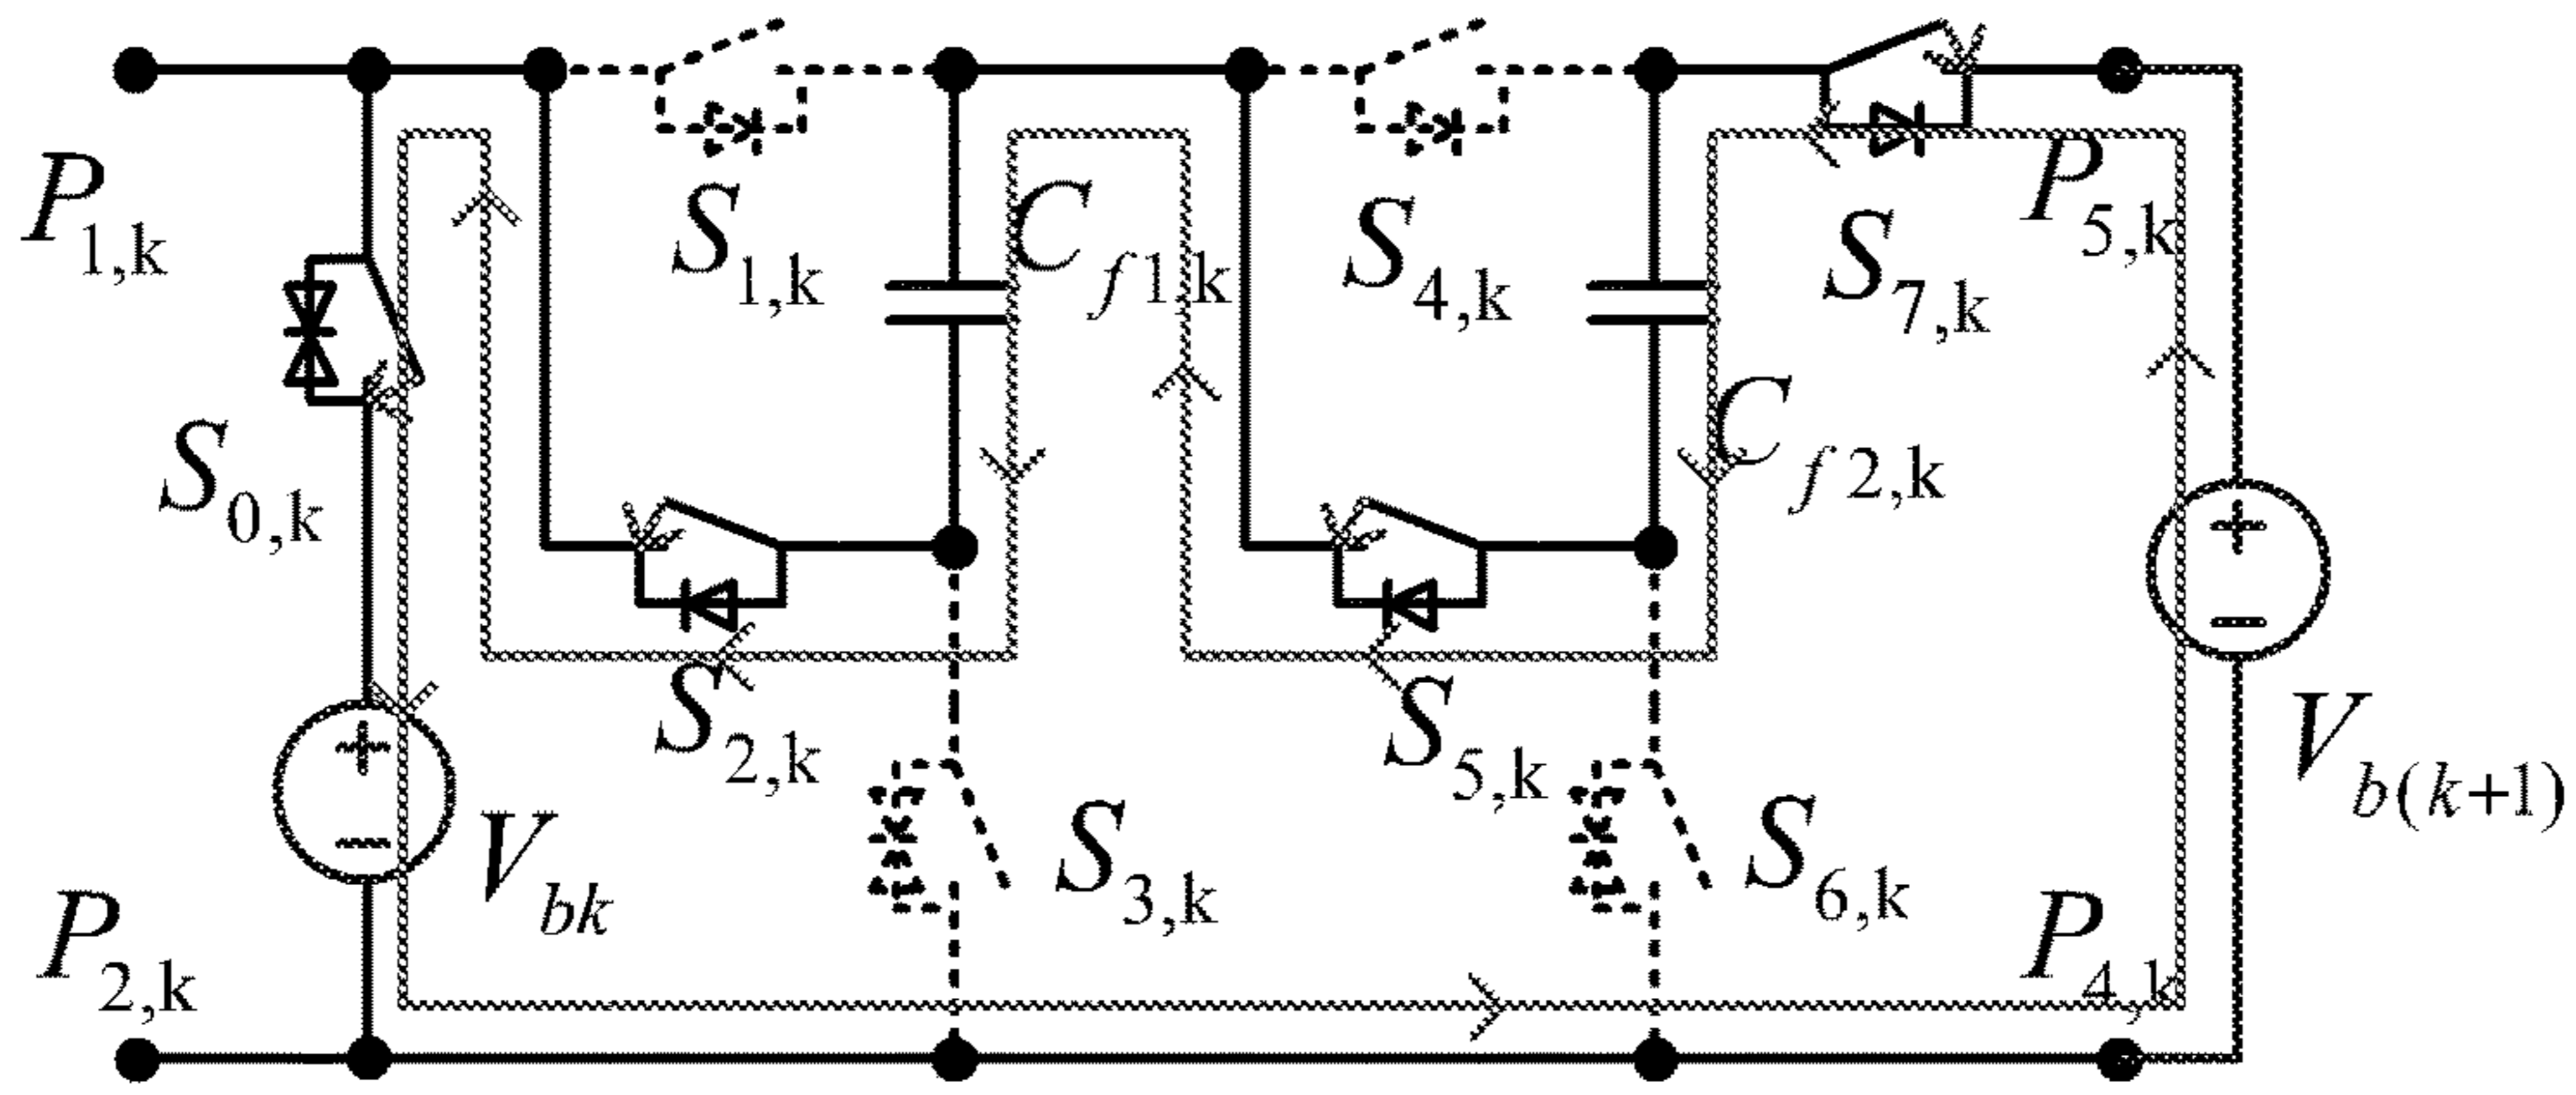 P1,k
S0,k
S1,k
Cf1,k
S4,k
S7,k
P5,k
Cf2,k
S2,k
S5,k
+
−
Vb(k+1)
+
−
Vbk
S3,k
S6,k
P2,k
P4,k